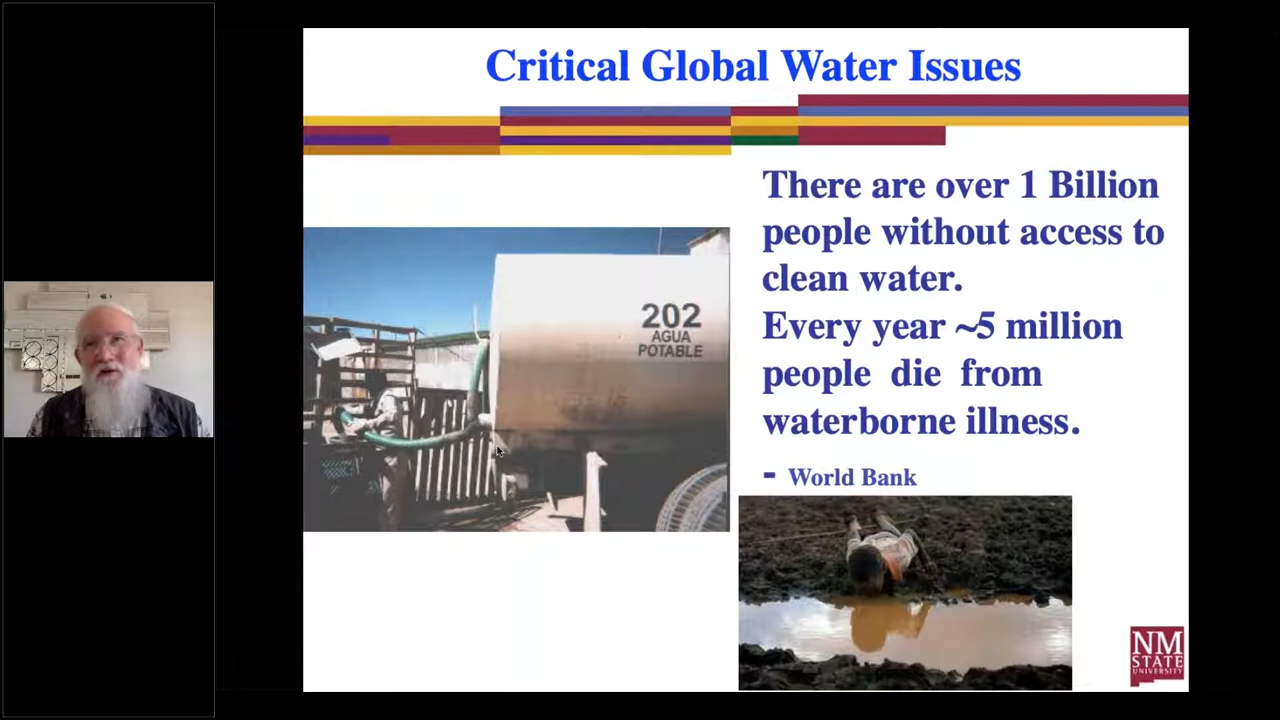 Critical Global Water Issues
There are over 1 Billion
people without access to
clean water.
Every year ~5 million
people die from
waterborne illness.
- World Bank
202
AGUA
POTABLE
NM
STATE
UNIVERSITY